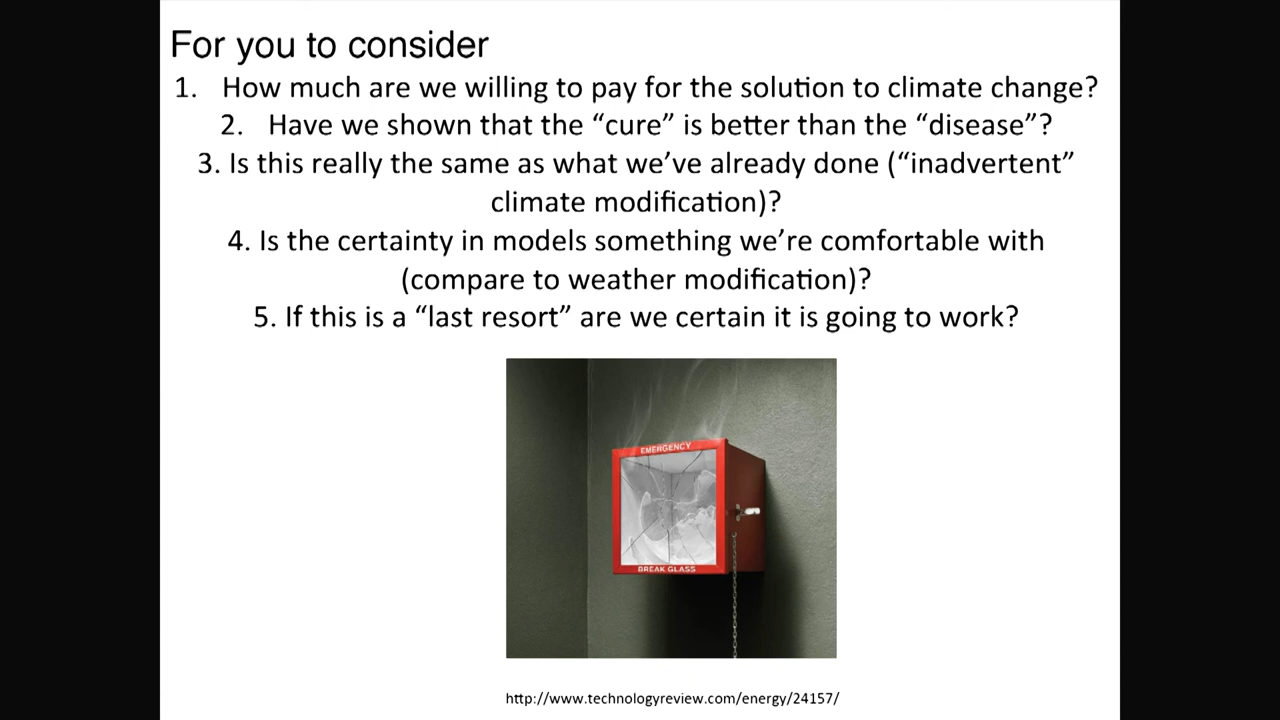 For you to consider
1. How much are we willing to pay for the solution to climate change?
2. Have we shown that the “cure” is better than the “disease”?
3. Is this really the same as what we’ve already done (“inadvertent”
climate modification)?
4. Is the certainty in models something we’re comfortable with
(compare to weather modification)?
5. If this is a “last resort” are we certain it is going to work?
EMERGENCY
BREAK GLASS
http://www.technologyreview.com/energy/24157/